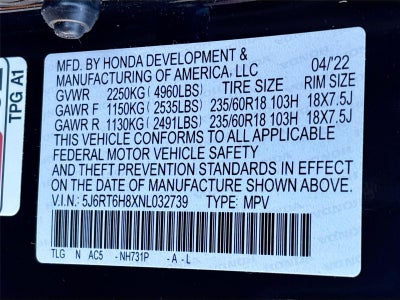 MFD. BY HONDA DEVELOPMENT & 04/22
MANUFACTURING OF AMERICA, LLC
GVWR 2250KG (4960LBS) TIRE SIZE RIM SIZE
GAWR F 1150KG (2535LBS) 235/60R18 103H 18X7.5J
GAWR R 1130KG (2491LBS) 235/60R18 103H 18X7.5J
THIS VEHICLE CONFORMS TO ALL APPLICABLE
FEDERAL MOTOR VEHICLE SAFETY
AND THEFT PREVENTION STANDARDS IN EFFECT
ON THE DATE OF MANUFACTURE SHOWN ABOVE.
V.I.N.: 5J6RT6H8XNL032739 TYPE: MPV
TLG N AC5 -NH731P -A-L
TPG A1